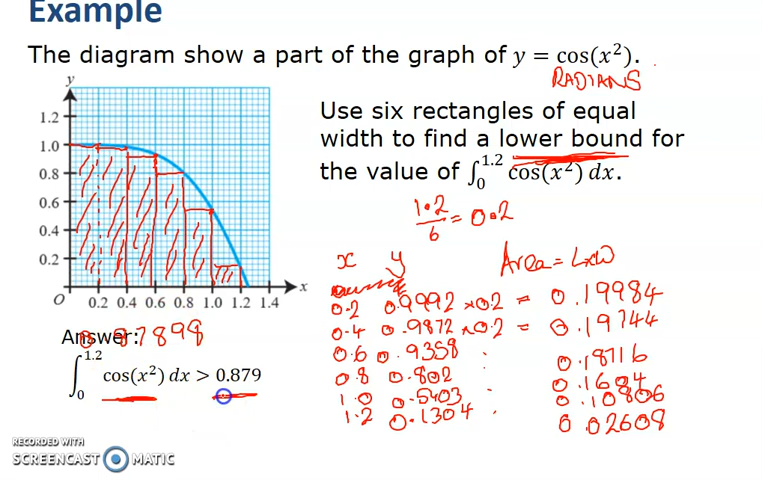 Example
The diagram show a part of the graph of y = cos(x²).
RADIANS
y
1.2
1.0
0.8
0.6
0.4
0.2
O 0.2 0.4 0.6 0.8 1.0 1.2 1.4 x
Use six rectangles of equal
width to find a lower bound for
the value of ∫₀^1.2 cos(x²) dx.
1.2/6 = 0.2
x y Area = L×W
0.2 0.9992 ×0.2 = 0.19984
0.4 0.9872 ×0.2 = 0.19744
0.6 0.9358 : 0.18716
0.8 0.802 : 0.1604
1.0 0.5403 : 0.10806
1.2 0.1304 : 0.02608
Answer:
0.87898
∫₀^1.2 cos(x²) dx > 0.879
RECORDED WITH
SCREENCAST MATIC